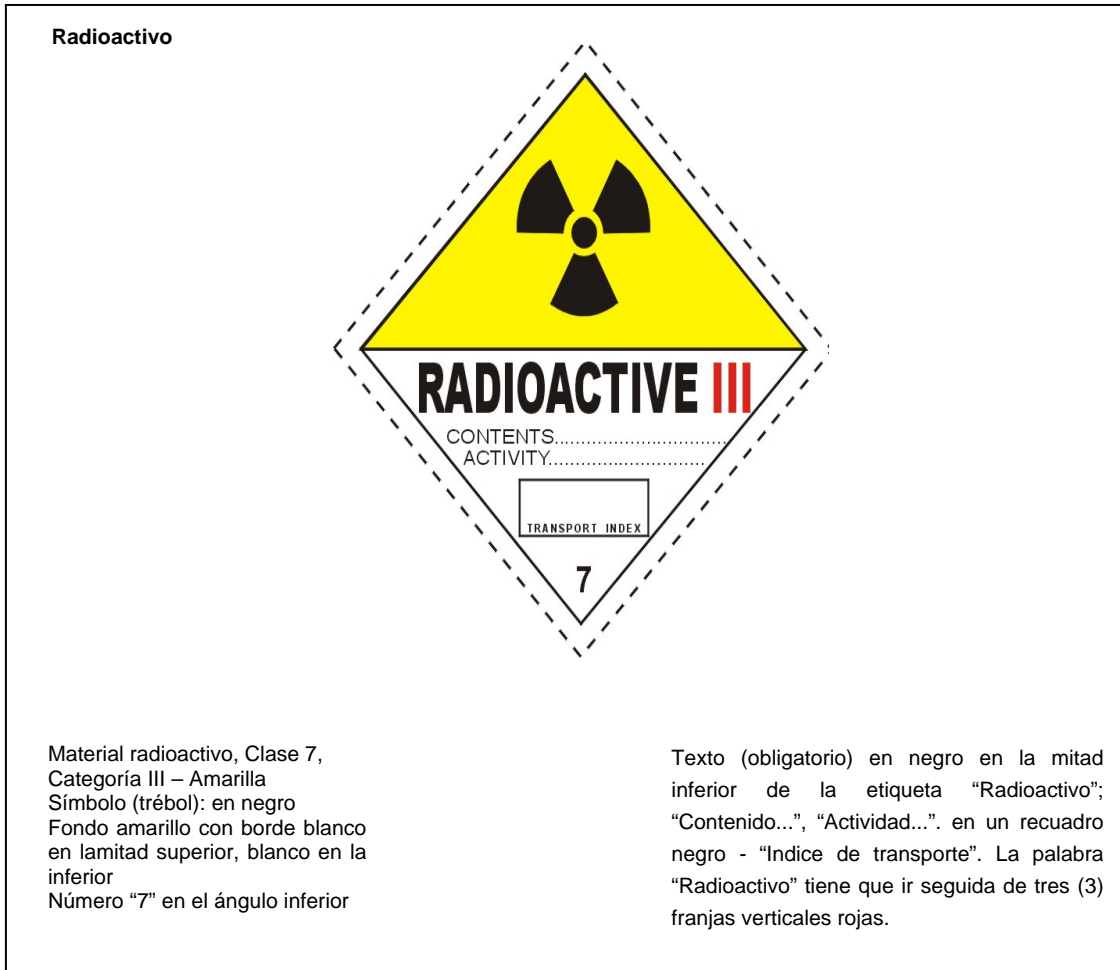 Radioactivo
RADIOACTIVE III
CONTENTS.................................
ACTIVITY..............................
TRANSPORT INDEX
7
Material radioactivo, Clase 7,
Categoría III – Amarilla
Símbolo (trébol): en negro
Fondo amarillo con borde blanco
en lamitad superior, blanco en la
inferior
Número “7” en el ángulo inferior
Texto (obligatorio) en negro en la mitad
inferior de la etiqueta “Radioactivo”;
“Contenido...”, “Actividad...”. en un recuadro
negro - “Indice de transporte”. La palabra
“Radioactivo” tiene que ir seguida de tres (3)
franjas verticales rojas.